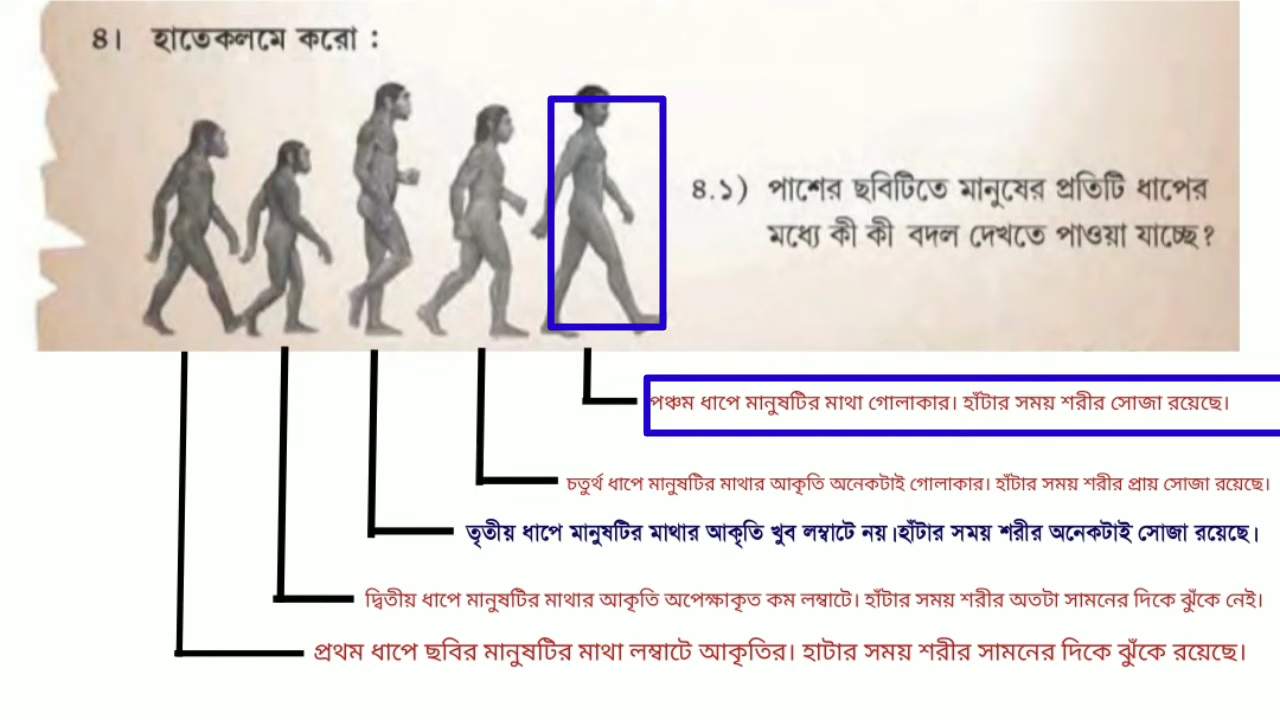 ৪। হাতেকলমে করো :
৪.১) পাশের ছবিটিতে মানুষের প্রতিটি ধাপের
মধ্যে কী কী বদল দেখতে পাওয়া যাচ্ছে?
পঞ্চম ধাপে মানুষটির মাথা গোলাকার। হাঁটার সময় শরীর সোজা রয়েছে।
চতুর্থ ধাপে মানুষটির মাথার আকৃতি অনেকটাই গোলাকার। হাঁটার সময় শরীর প্রায় সোজা রয়েছে।
তৃতীয় ধাপে মানুষটির মাথার আকৃতি খুব লম্বাটে নয়।হাঁটার সময় শরীর অনেকটাই সোজা রয়েছে।
দ্বিতীয় ধাপে মানুষটির মাথার আকৃতি অপেক্ষাকৃত কম লম্বাটে। হাঁটার সময় শরীর অতটা সামনের দিকে ঝুঁকে নেই।
প্রথম ধাপে ছবির মানুষটির মাথা লম্বাটে আকৃতির। হাটার সময় শরীর সামনের দিকে ঝুঁকে রয়েছে।